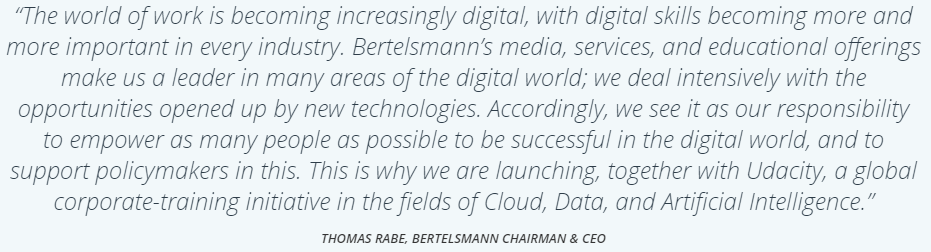 “The world of work is becoming increasingly digital, with digital skills becoming more and
more important in every industry. Bertelsmann’s media, services, and educational offerings
make us a leader in many areas of the digital world; we deal intensively with the
opportunities opened up by new technologies. Accordingly, we see it as our responsibility
to empower as many people as possible to be successful in the digital world, and to
support policymakers in this. This is why we are launching, together with Udacity, a global
corporate-training initiative in the fields of Cloud, Data, and Artificial Intelligence.”
THOMAS RABE, BERTELSMANN CHAIRMAN & CEO